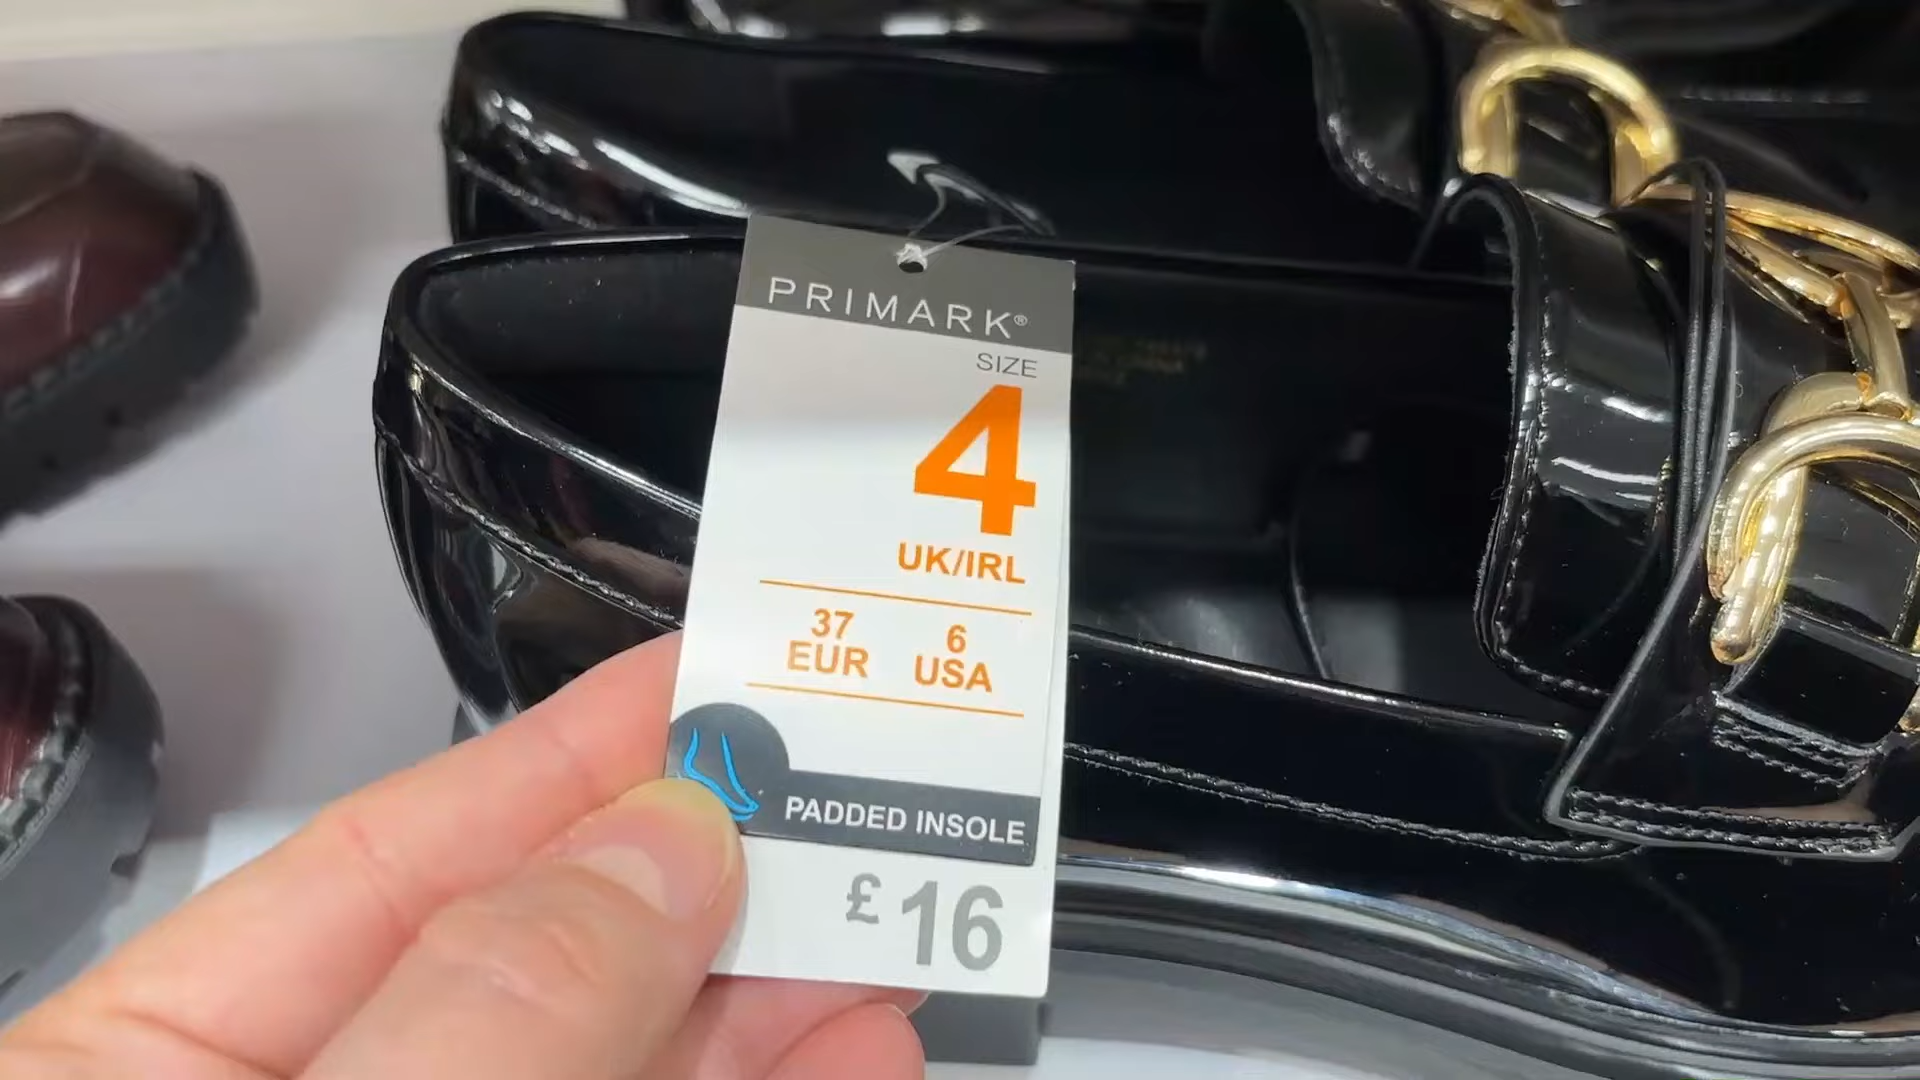 PRIMARK®
SIZE
4
UK/IRL
37 6
EUR USA
PADDED INSOLE
£16